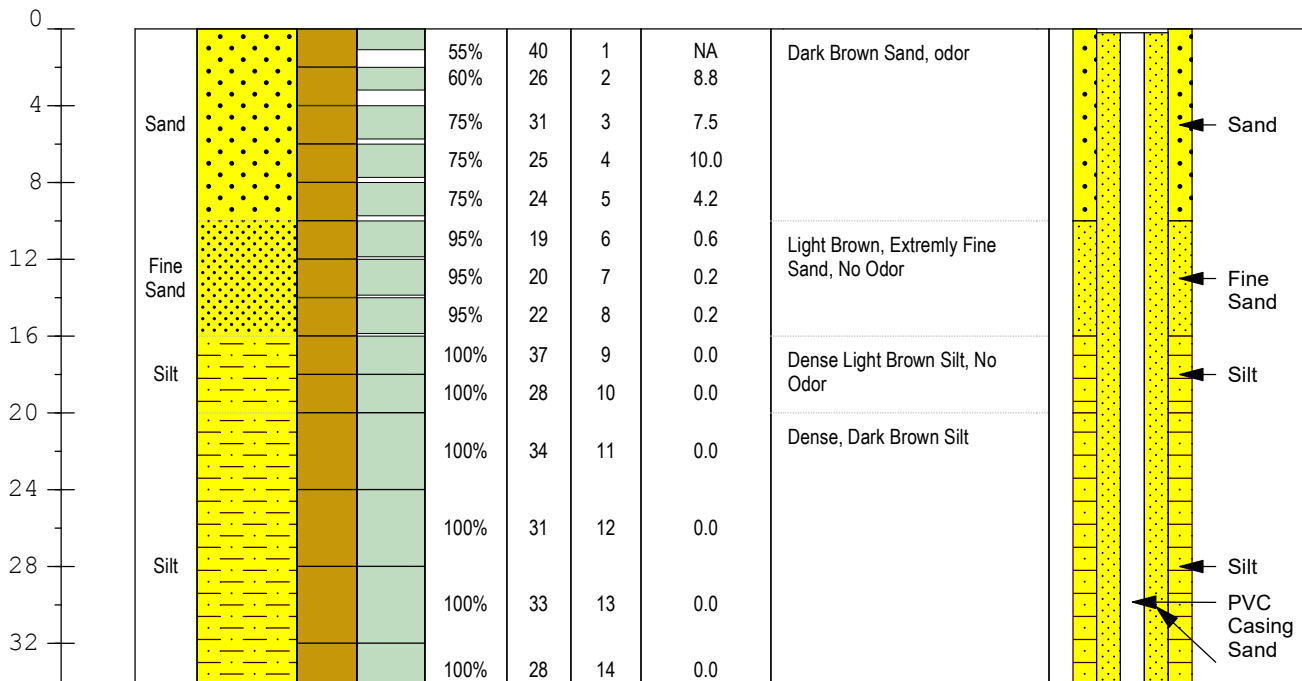 0
55% 40 1 NA Dark Brown Sand, odor
60% 26 2 8.8
4
Sand 75% 31 3 7.5 Sand
75% 25 4 10.0
8
75% 24 5 4.2
95% 19 6 0.6 Light Brown, Extremly Fine
Sand, No Odor
12
Fine
Sand
95% 20 7 0.2 Fine
Sand
95% 22 8 0.2
16
100% 37 9 0.0 Dense Light Brown Silt, No
Odor
Silt Silt
100% 28 10 0.0
20
Dense, Dark Brown Silt
100% 34 11 0.0
24
100% 31 12 0.0
28
Silt Silt
100% 33 13 0.0 PVC
Casing
Sand
32
100% 28 14 0.0